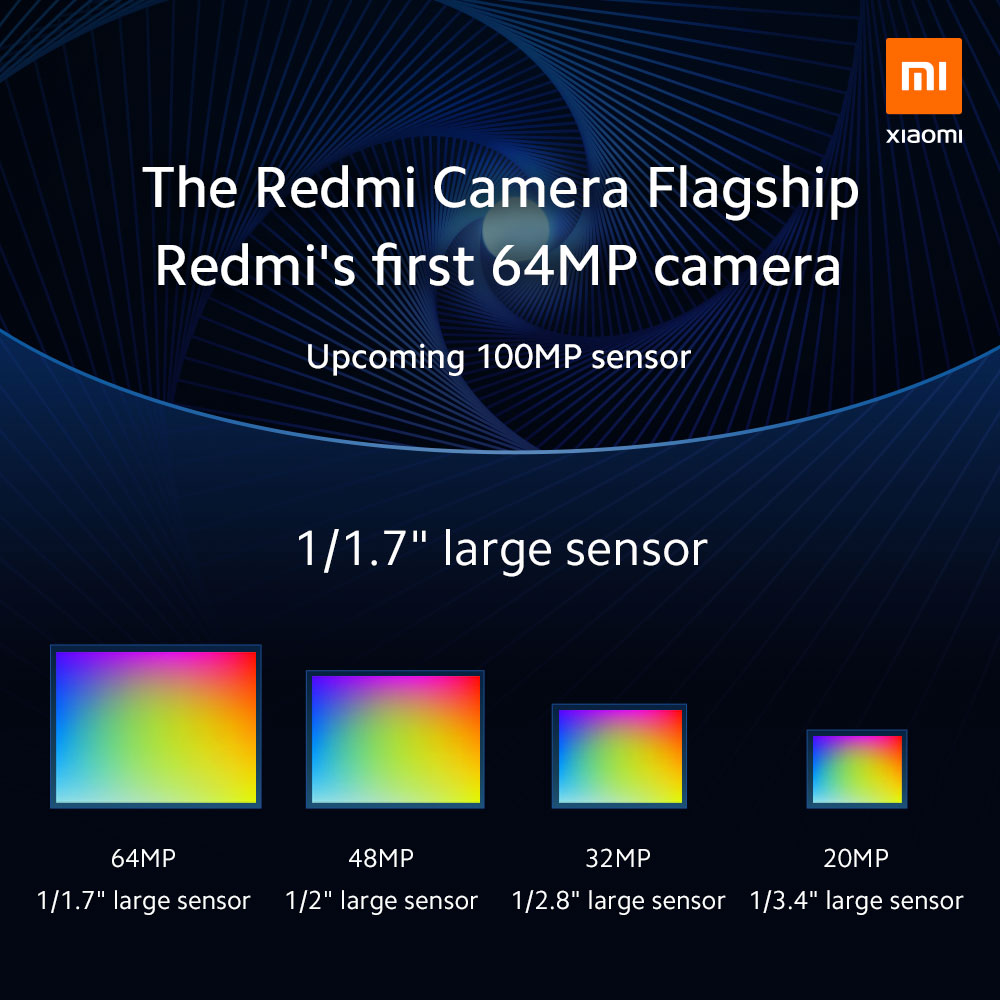 mi
xiaomi
The Redmi Camera Flagship
Redmi's first 64MP camera
Upcoming 100MP sensor
1/1.7" large sensor
64MP
1/1.7" large sensor
48MP
1/2" large sensor
32MP
1/2.8" large sensor
20MP
1/3.4" large sensor